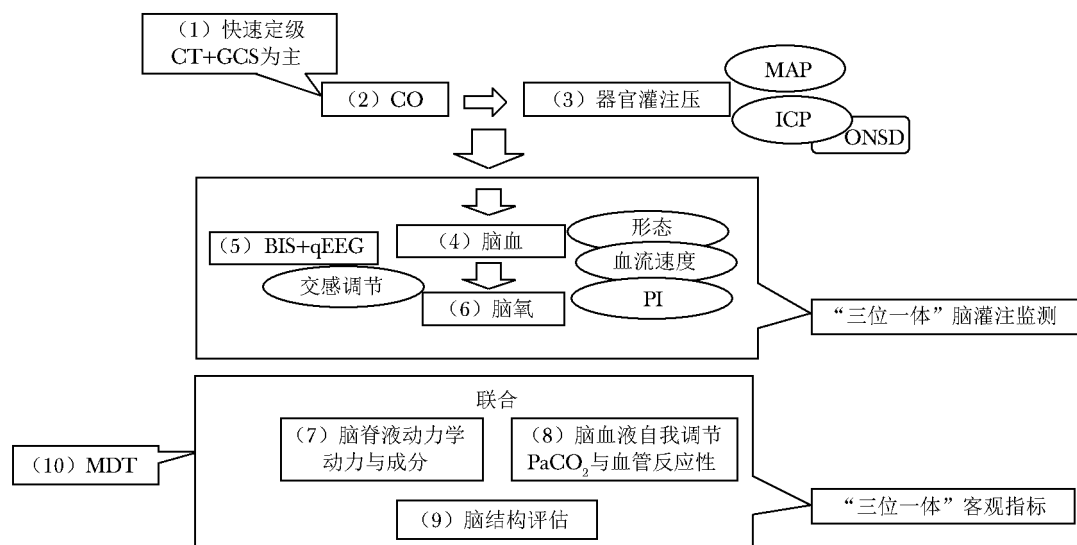 （1）快速定级
CT+GCS为主
（2）CO
（3）器官灌注压
MAP
ICP
ONSD
（4）脑血
形态
血流速度
PI
（5）BIS+qEEG
交感调节
（6）脑氧
“三位一体”脑灌注监测
联合
（7）脑脊液动力学
动力与成分
（8）脑血液自我调节
PaCO₂与血管反应性
（9）脑结构评估
（10）MDT
“三位一体”客观指标